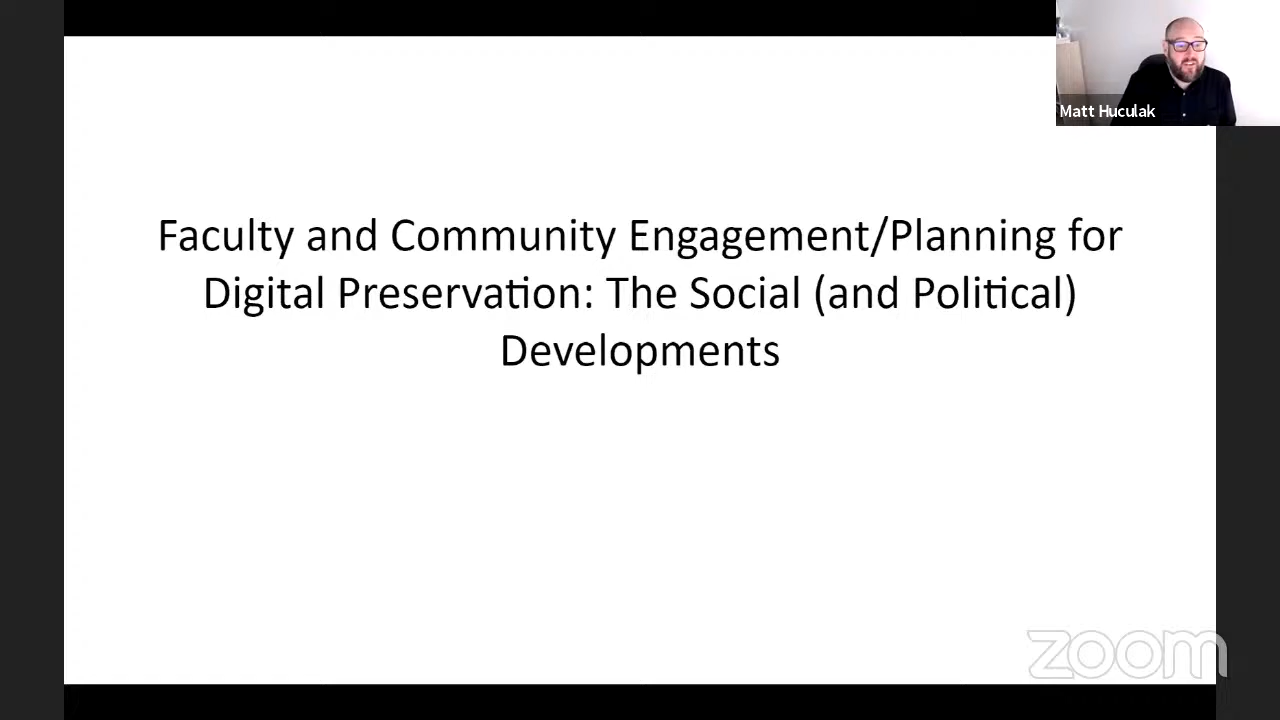 Matt Huculak
Faculty and Community Engagement/Planning for
Digital Preservation: The Social (and Political)
Developments
zoom